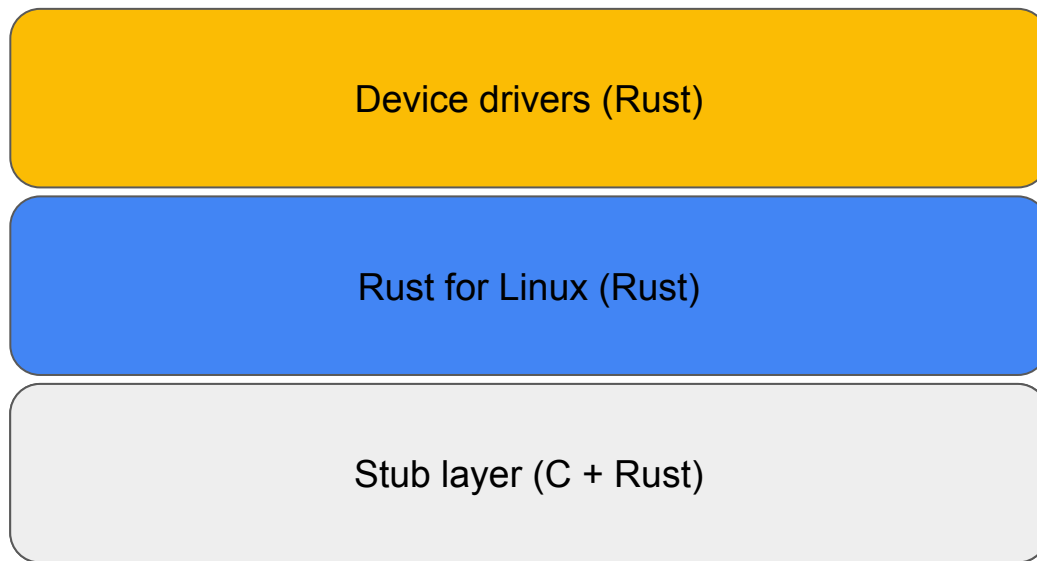 Device drivers (Rust)
Rust for Linux (Rust)
Stub layer (C + Rust)